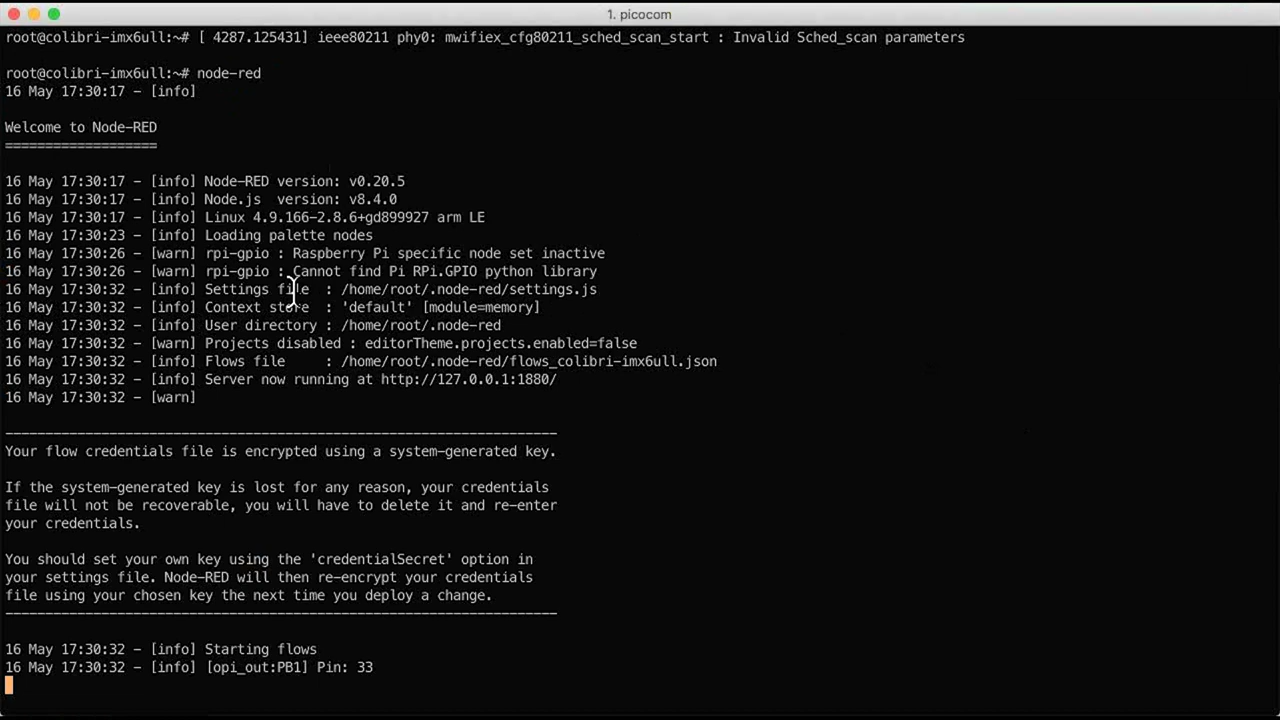 1. picocom
root@colibri-imx6ull:~# [ 4287.125431] ieee80211 phy0: mwifiex_cfg80211_sched_scan_start : Invalid Sched_scan parameters
root@colibri-imx6ull:~# node-red
16 May 17:30:17 - [info]
Welcome to Node-RED
===================
16 May 17:30:17 - [info] Node-RED version: v0.20.5
16 May 17:30:17 - [info] Node.js  version: v8.4.0
16 May 17:30:17 - [info] Linux 4.9.166-2.8.6+gd899927 arm LE
16 May 17:30:23 - [info] Loading palette nodes
16 May 17:30:26 - [warn] rpi-gpio : Raspberry Pi specific node set inactive
16 May 17:30:26 - [warn] rpi-gpio : Cannot find Pi RPi.GPIO python library
16 May 17:30:32 - [info] Settings file  : /home/root/.node-red/settings.js
16 May 17:30:32 - [info] Context store  : 'default' [module=memory]
16 May 17:30:32 - [info] User directory : /home/root/.node-red
16 May 17:30:32 - [warn] Projects disabled : editorTheme.projects.enabled=false
16 May 17:30:32 - [info] Flows file     : /home/root/.node-red/flows_colibri-imx6ull.json
16 May 17:30:32 - [info] Server now running at http://127.0.0.1:1880/
16 May 17:30:32 - [warn]
---------------------------------------------------------------------
Your flow credentials file is encrypted using a system-generated key.
If the system-generated key is lost for any reason, your credentials
file will not be recoverable, you will have to delete it and re-enter
your credentials.
You should set your own key using the 'credentialSecret' option in
your settings file. Node-RED will then re-encrypt your credentials
file using your chosen key the next time you deploy a change.
---------------------------------------------------------------------
16 May 17:30:32 - [info] Starting flows
16 May 17:30:32 - [info] [opi_out:PB1] Pin: 33